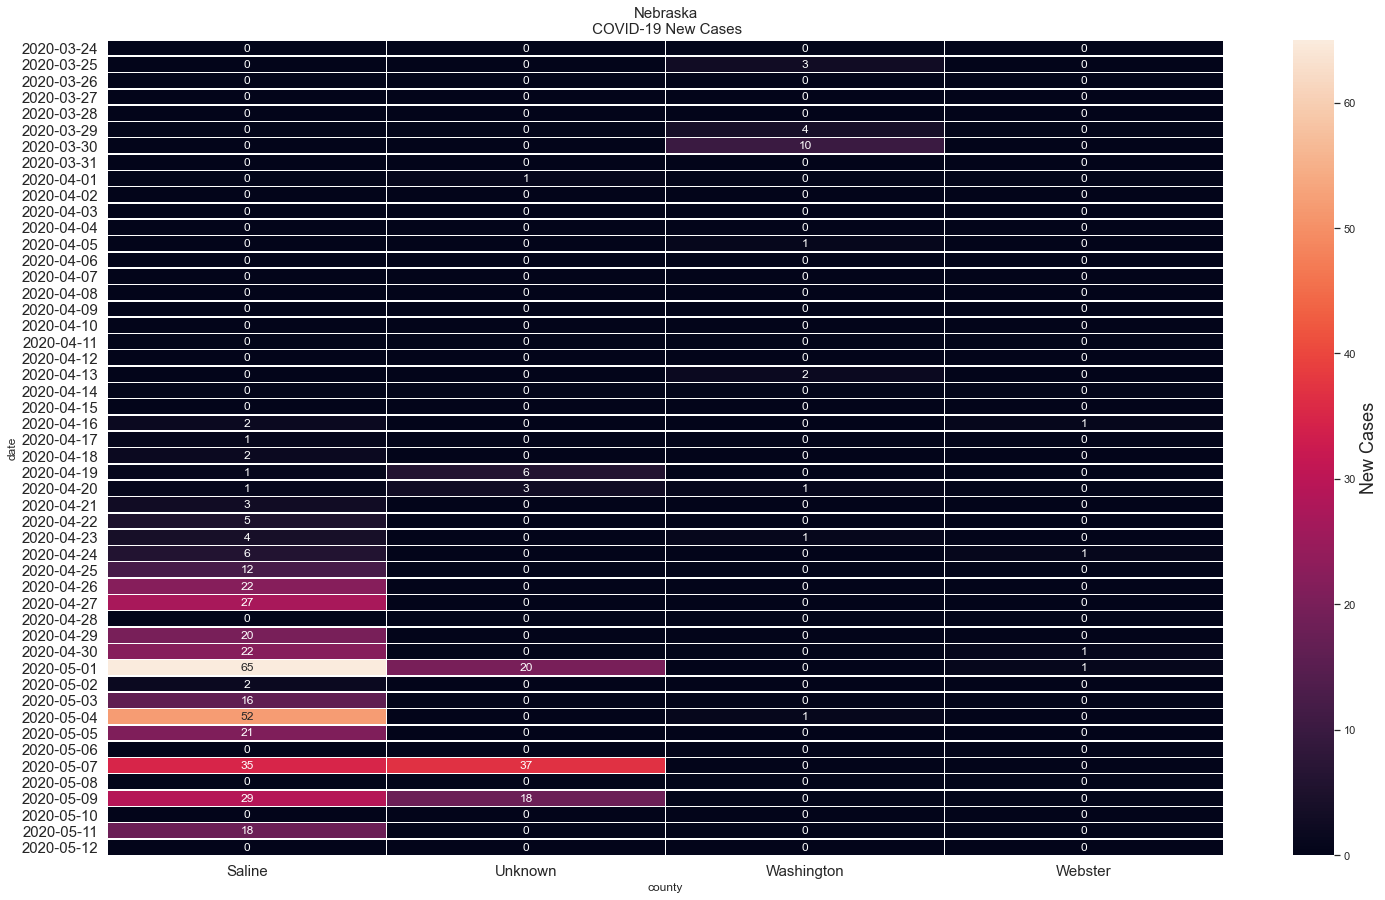 Nebraska
COVID-19 New Cases
2020-03-24 0 0 0 0
2020-03-25 0 0 3 0
2020-03-26 0 0 0 0
2020-03-27 0 0 0 0
2020-03-28 0 0 0 0
2020-03-29 0 0 4 0
2020-03-30 0 0 10 0
2020-03-31 0 0 0 0
2020-04-01 0 1 0 0
2020-04-02 0 0 0 0
2020-04-03 0 0 0 0
2020-04-04 0 0 0 0
2020-04-05 0 0 1 0
2020-04-06 0 0 0 0
2020-04-07 0 0 0 0
2020-04-08 0 0 0 0
2020-04-09 0 0 0 0
2020-04-10 0 0 0 0
2020-04-11 0 0 0 0
2020-04-12 0 0 0 0
2020-04-13 0 0 2 0
2020-04-14 0 0 0 0
2020-04-15 0 0 0 0
2020-04-16 2 0 0 1
2020-04-17 1 0 0 0
2020-04-18 2 0 0 0
2020-04-19 1 6 0 0
2020-04-20 1 3 1 0
2020-04-21 3 0 0 0
2020-04-22 5 0 0 0
2020-04-23 4 0 1 0
2020-04-24 6 0 0 1
2020-04-25 12 0 0 0
2020-04-26 22 0 0 0
2020-04-27 27 0 0 0
2020-04-28 0 0 0 0
2020-04-29 20 0 0 0
2020-04-30 22 0 0 1
2020-05-01 65 20 0 1
2020-05-02 2 0 0 0
2020-05-03 16 0 0 0
2020-05-04 52 0 1 0
2020-05-05 21 0 0 0
2020-05-06 0 0 0 0
2020-05-07 35 37 0 0
2020-05-08 0 0 0 0
2020-05-09 29 18 0 0
2020-05-10 0 0 0 0
2020-05-11 18 0 0 0
2020-05-12 0 0 0 0
date
Saline Unknown Washington Webster
county
60
50
40
30
20
10
0
New Cases